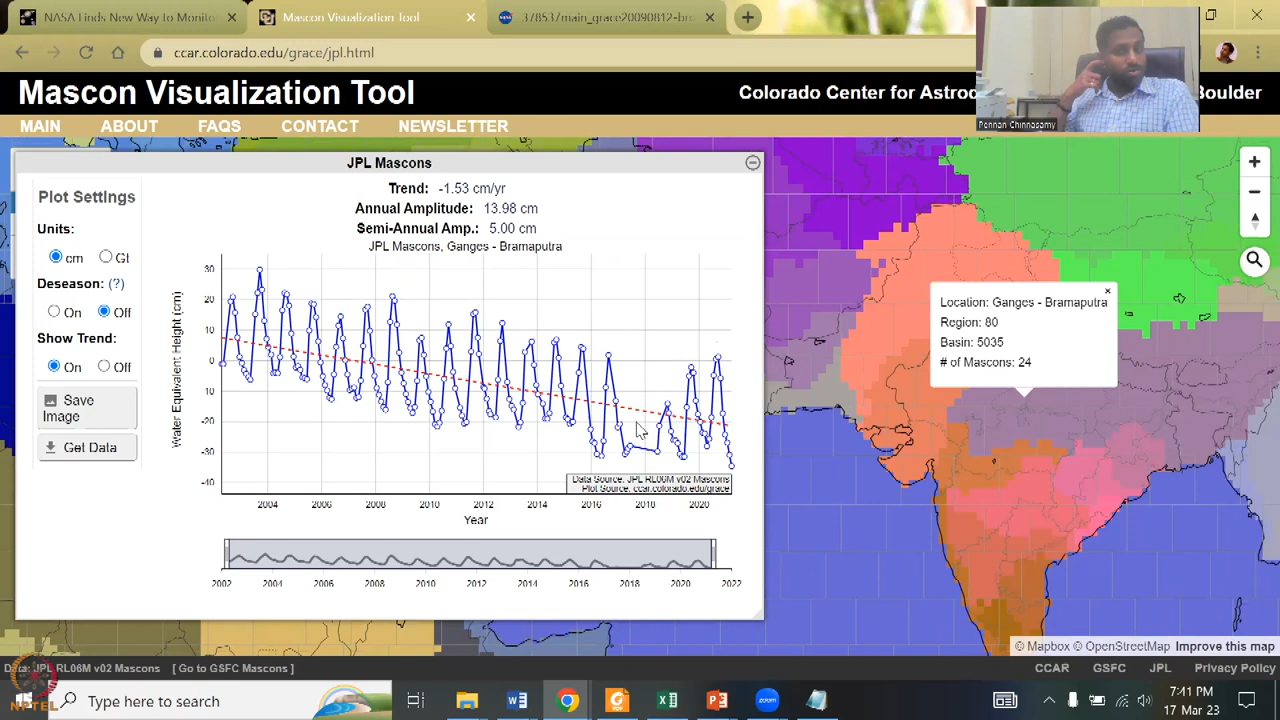 NASA Finds New Way to Monito
Mascon Visualization Tool
ccar.colorado.edu/grace/jpl.html
Pennan Chinnasamy
Mascon Visualization Tool
Colorado Center for Astro
Boulder
MAIN
ABOUT
FAQS
CONTACT
NEWSLETTER
JPL Mascons
Plot Settings
Units:
cm
Gt
Deseason: (?)
On
Off
Show Trend:
On
Off
Save
Image
Get Data
Trend: -1.53 cm/yr
Annual Amplitude: 13.98 cm
Semi-Annual Amp.: 5.00 cm
JPL Mascons, Ganges - Bramaputra
Water Equivalent Height (cm)
30
20
10
0
10
-20
-30
-40
Data Source: JPL RL06M v02 Mascons
Plot Source: ccar.colorado.edu/grace
2004 2006 2008 2010 2012 2014 2016 2018 2020
Year
2002 2004 2006 2008 2010 2012 2014 2016 2018 2020 2022
Location: Ganges - Bramaputra
Region: 80
Basin: 5035
# of Mascons: 24
© Mapbox © OpenStreetMap Improve this map
Data: JPL RL06M v02 Mascons [ Go to GSFC Mascons ]
CCAR GSFC JPL Privacy Policy
NPTEL
Type here to search
7:41 PM
17 Mar 23